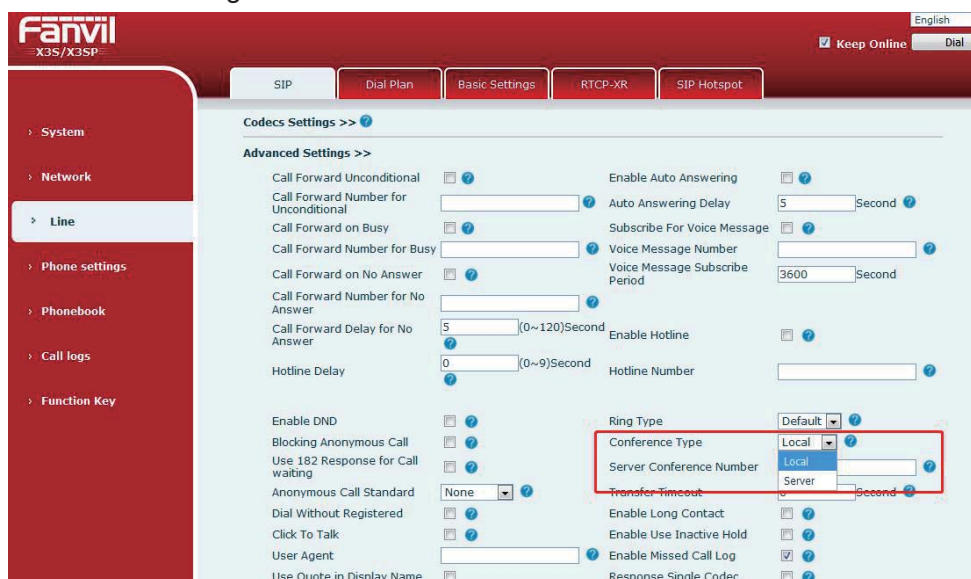 English
Fanvil
X3S/X3SP
Keep Online Dial
SIP Dial Plan Basic Settings RTCP-XR SIP Hotspot
› System
› Network
› Line
› Phone settings
› Phonebook
› Call logs
› Function Key
Codecs Settings >> ?
Advanced Settings >>
Call Forward Unconditional ? Enable Auto Answering ?
Call Forward Number for Unconditional ? Auto Answering Delay 5 Second ?
Call Forward on Busy ? Subscribe For Voice Message ?
Call Forward Number for Busy ? Voice Message Number ?
Call Forward on No Answer ? Voice Message Subscribe Period 3600 Second
Call Forward Number for No Answer ?
Call Forward Delay for No Answer 5 (0~120)Second ? Enable Hotline ?
Hotline Delay 0 (0~9)Second ? Hotline Number ?
Enable DND ? Ring Type Default ?
Blocking Anonymous Call ? Conference Type Local ?
Local
Server
Use 182 Response for Call waiting ? Server Conference Number ?
Anonymous Call Standard None ? Transfer Timeout Second ?
Dial Without Registered ? Enable Long Contact ?
Click To Talk ? Enable Use Inactive Hold ?
User Agent ? Enable Missed Call Log ?
Use Quote in Display Name Response Single Codec ?